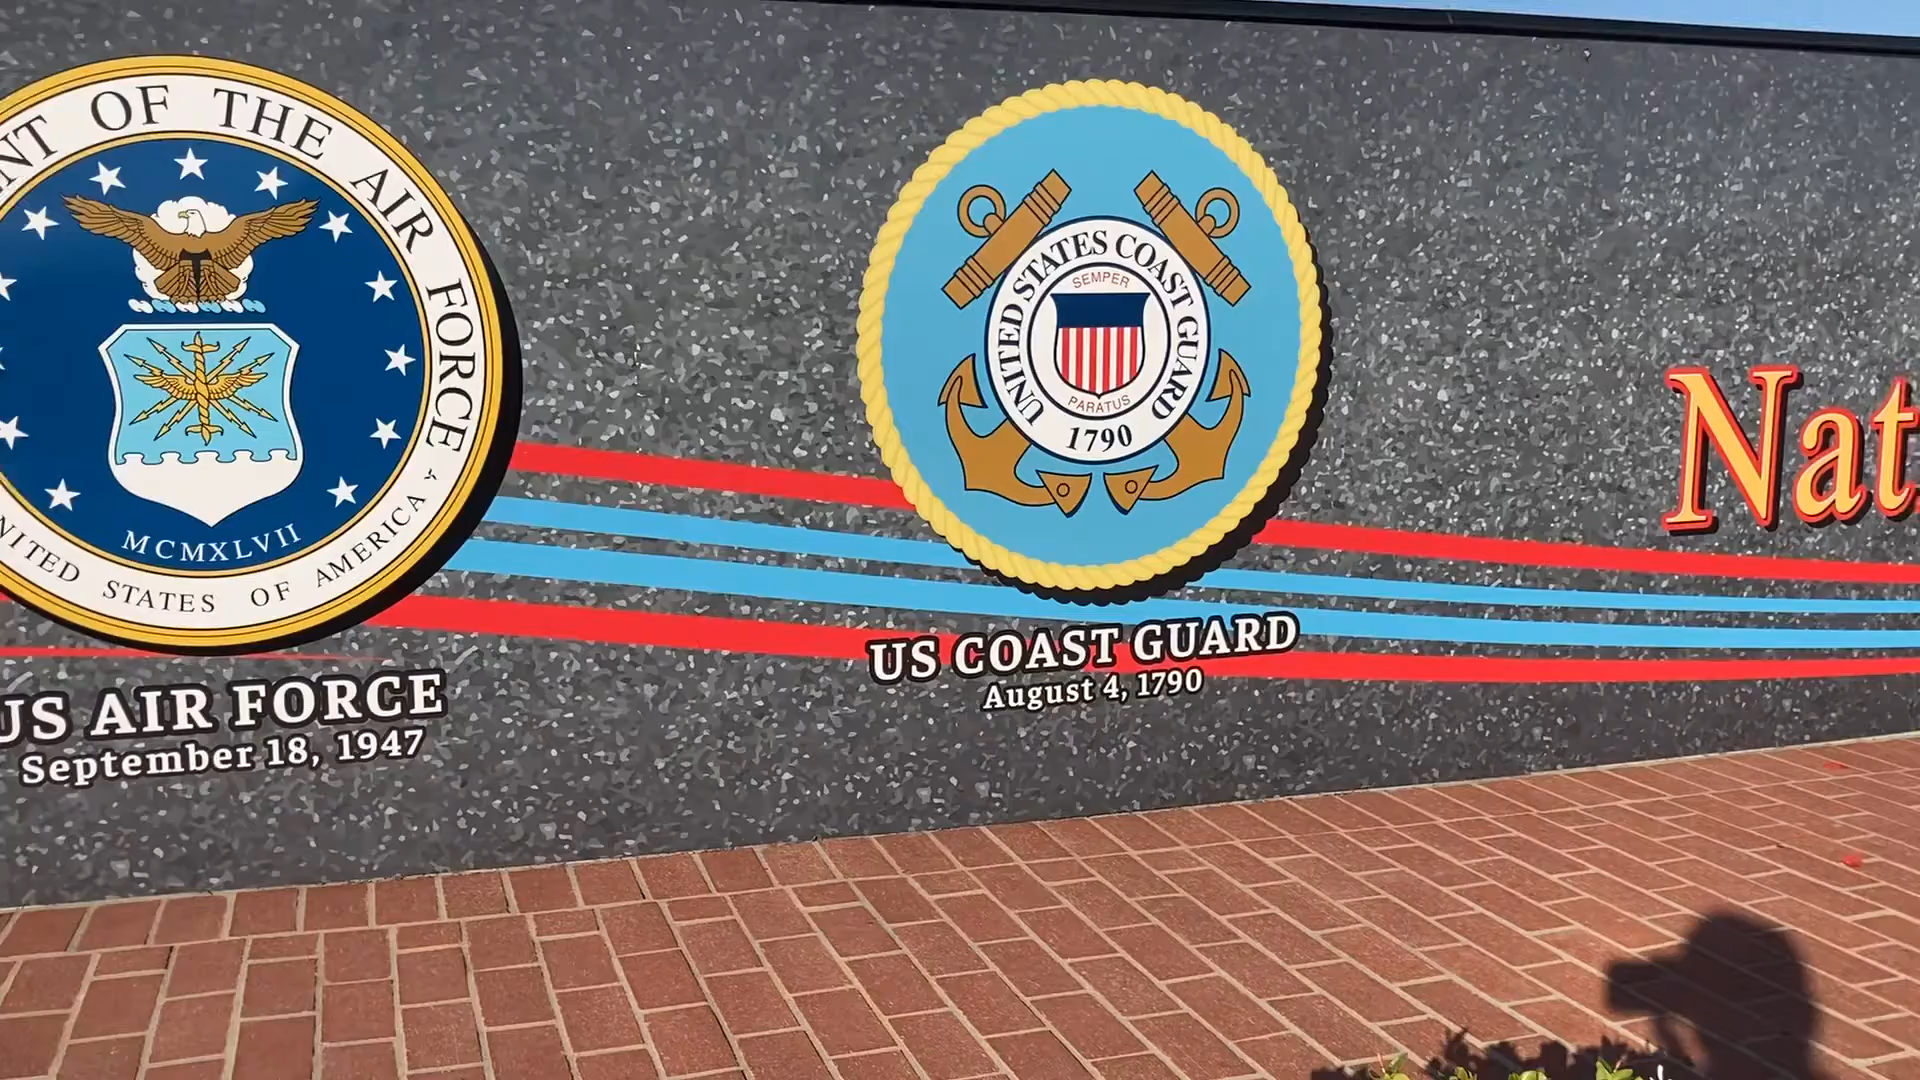 OF THE AIR FORCE
MCMXLVII
STATES OF AMERICA
US AIR FORCE
September 18, 1947
UNITED STATES COAST GUARD
SEMPER
PARATUS
1790
US COAST GUARD
August 4, 1790
Nat